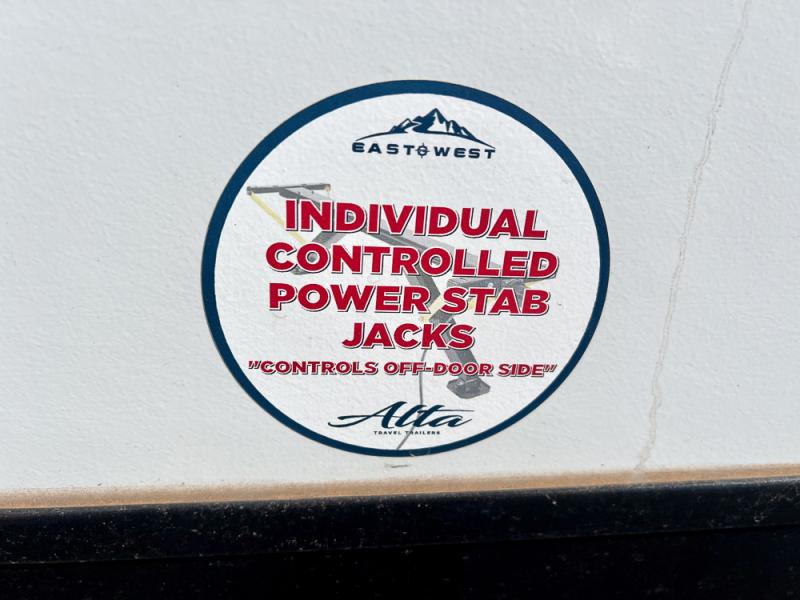 EAST WEST
INDIVIDUAL
CONTROLLED
POWER STAB
JACKS
"CONTROLS OFF-DOOR SIDE"
Alta
TRAVEL TRAILERS